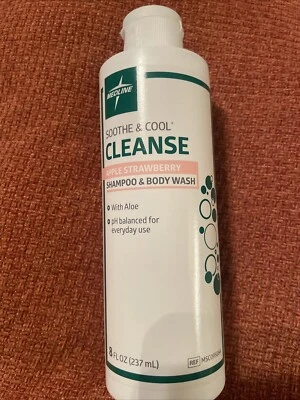 MEDLINE
SOOTHE & COOL®
CLEANSE
APPLE STRAWBERRY
SHAMPOO & BODY WASH
With Aloe
pH balanced for
everyday use
8 FL OZ (237 mL)
REF